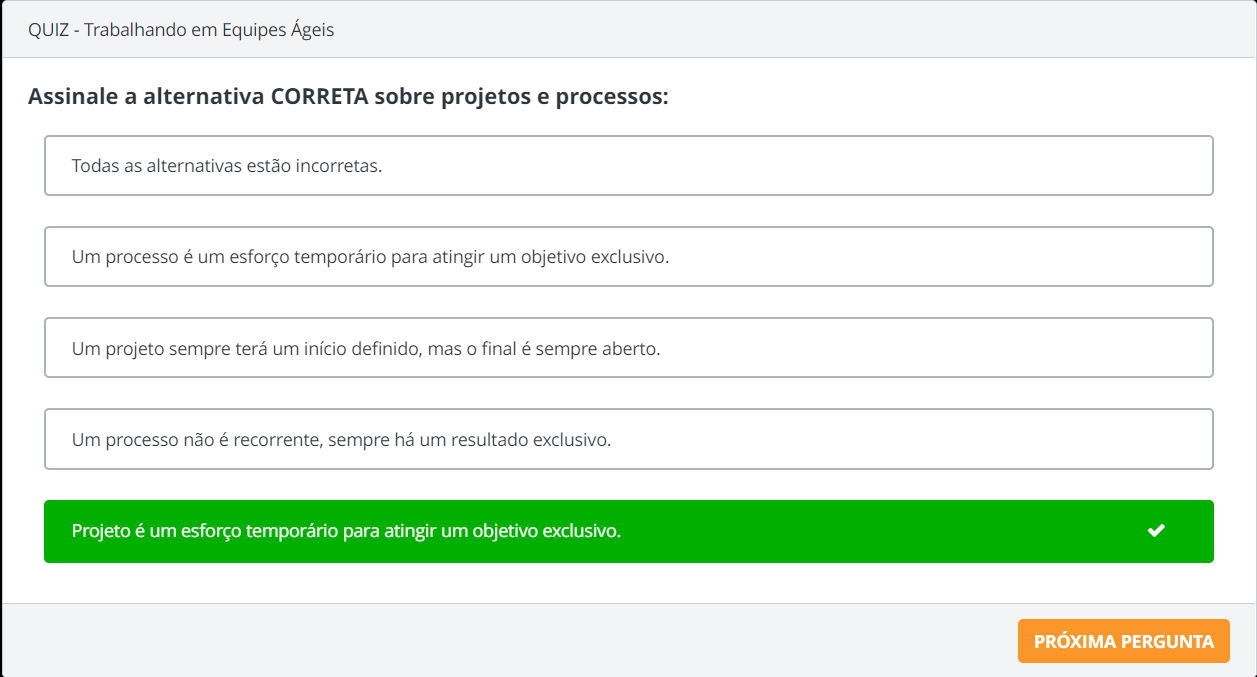 QUIZ - Trabalhando em Equipes Ágeis
Assinale a alternativa CORRETA sobre projetos e processos:
Todas as alternativas estão incorretas.
Um processo é um esforço temporário para atingir um objetivo exclusivo.
Um projeto sempre terá um início definido, mas o final é sempre aberto.
Um processo não é recorrente, sempre há um resultado exclusivo.
Projeto é um esforço temporário para atingir um objetivo exclusivo.
PRÓXIMA PERGUNTA